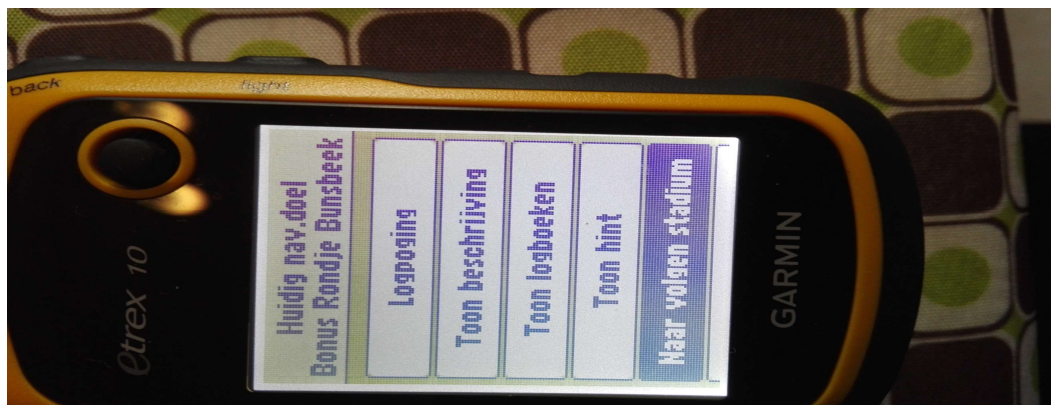 back
light
etrex 10
Huidig nav.doel
Bonus Rondje Bunsbeek
Logpoging
Toon beschrijving
Toon logboeken
Toon hint
Naar volgen stadium
GARMIN